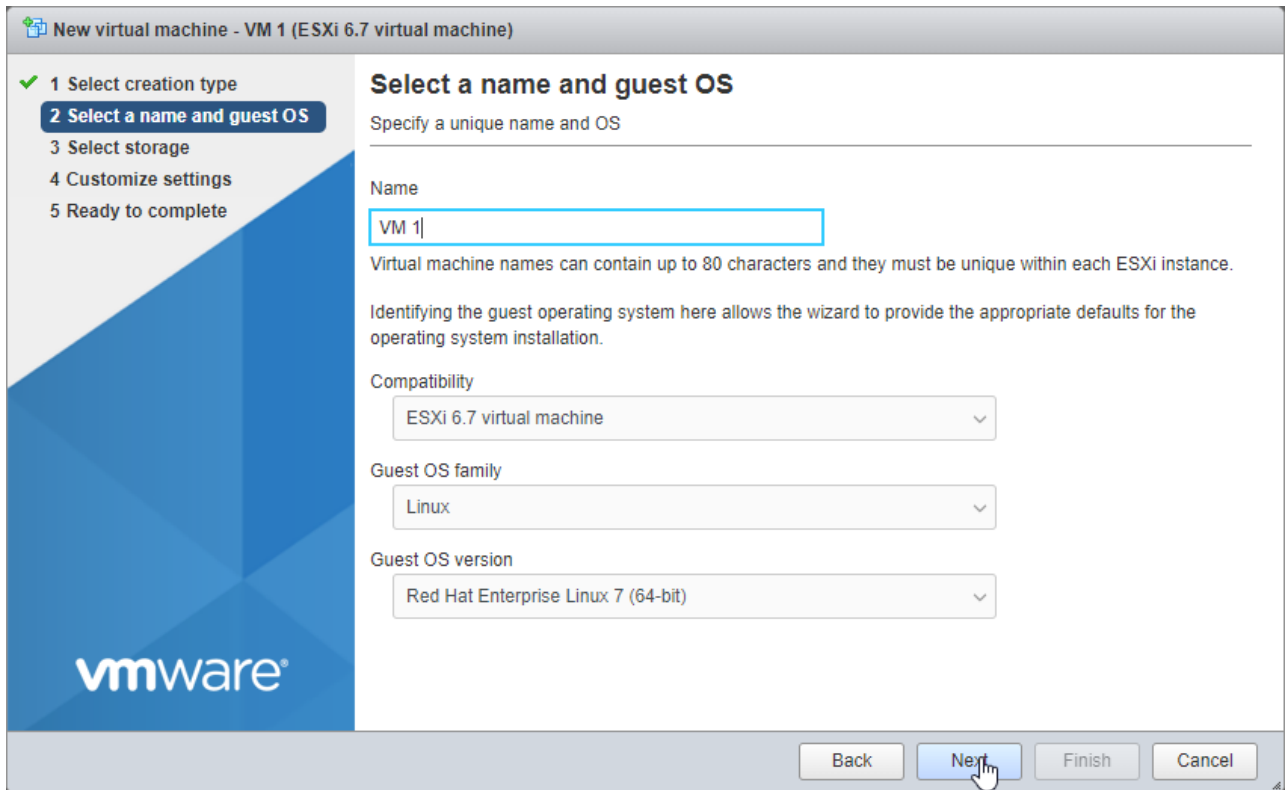 New virtual machine - VM 1 (ESXi 6.7 virtual machine)
1 Select creation type
2 Select a name and guest OS
3 Select storage
4 Customize settings
5 Ready to complete
Select a name and guest OS
Specify a unique name and OS
Name
VM 1
Virtual machine names can contain up to 80 characters and they must be unique within each ESXi instance.
Identifying the guest operating system here allows the wizard to provide the appropriate defaults for the
operating system installation.
Compatibility
ESXi 6.7 virtual machine
Guest OS family
Linux
Guest OS version
Red Hat Enterprise Linux 7 (64-bit)
vmware®
Back
Next
Finish
Cancel